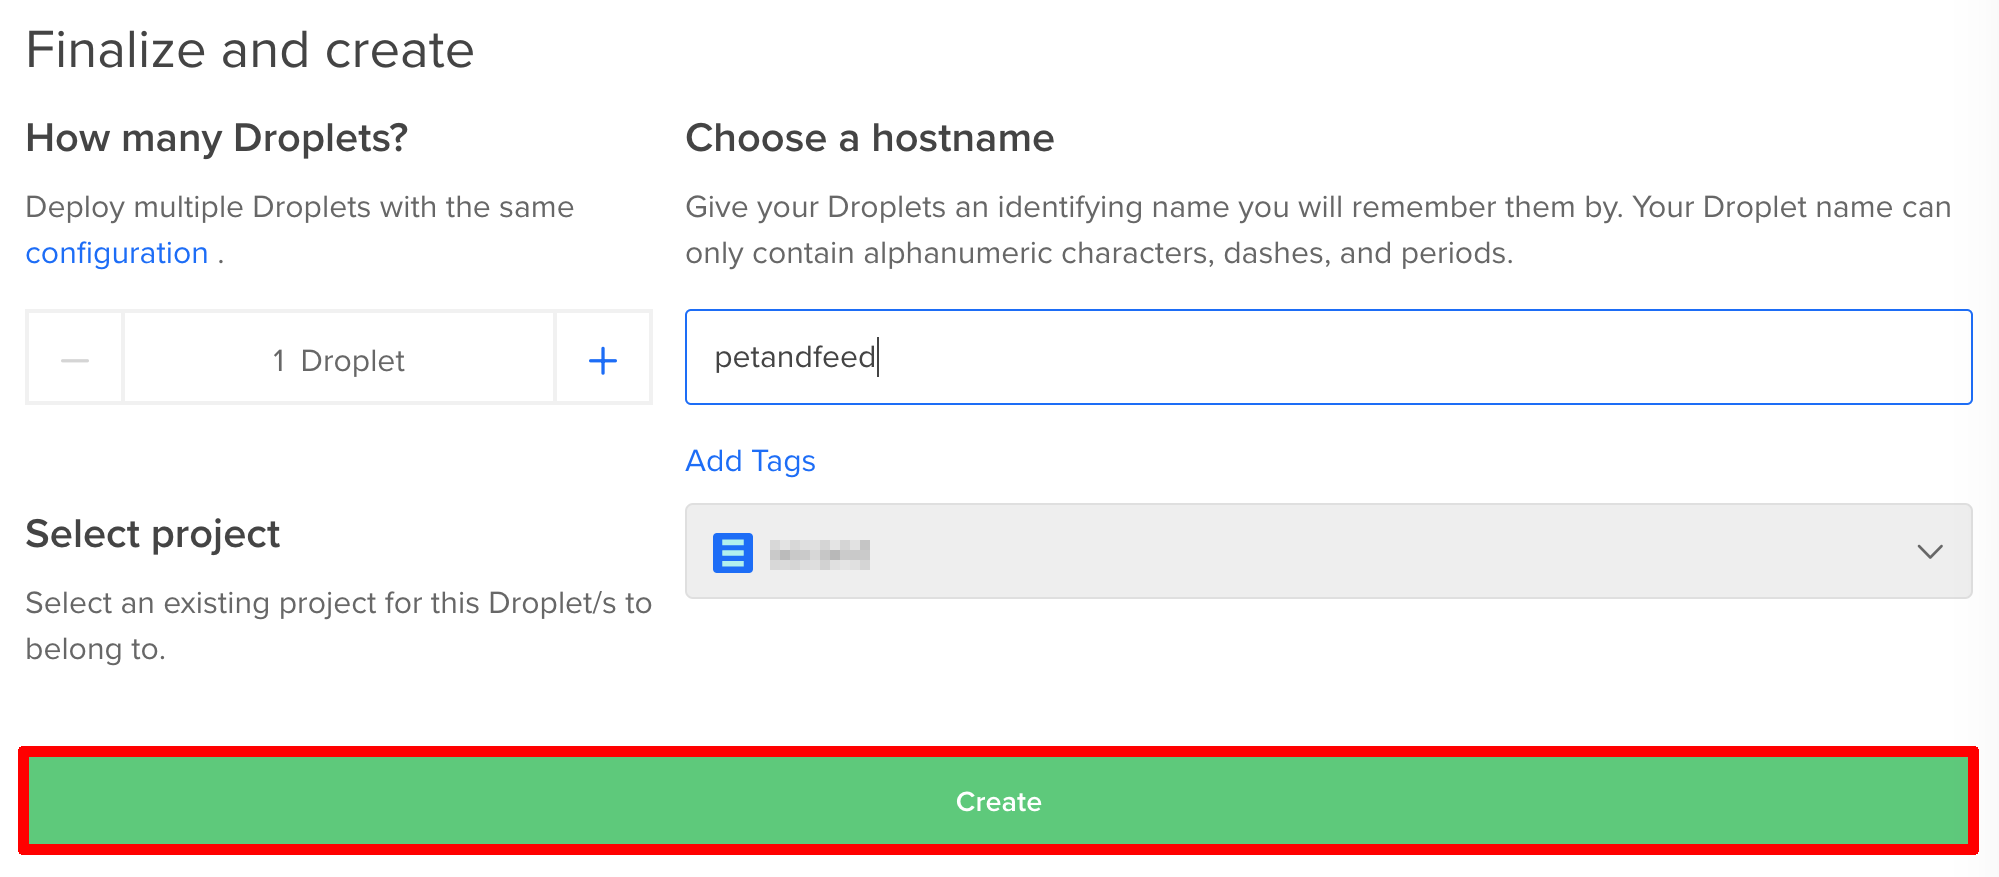 Finalize and create
How many Droplets?
Deploy multiple Droplets with the same
configuration .
1 Droplet
Choose a hostname
Give your Droplets an identifying name you will remember them by. Your Droplet name can
only contain alphanumeric characters, dashes, and periods.
petandfeed
Add Tags
Select project
Select an existing project for this Droplet/s to
belong to.
Create